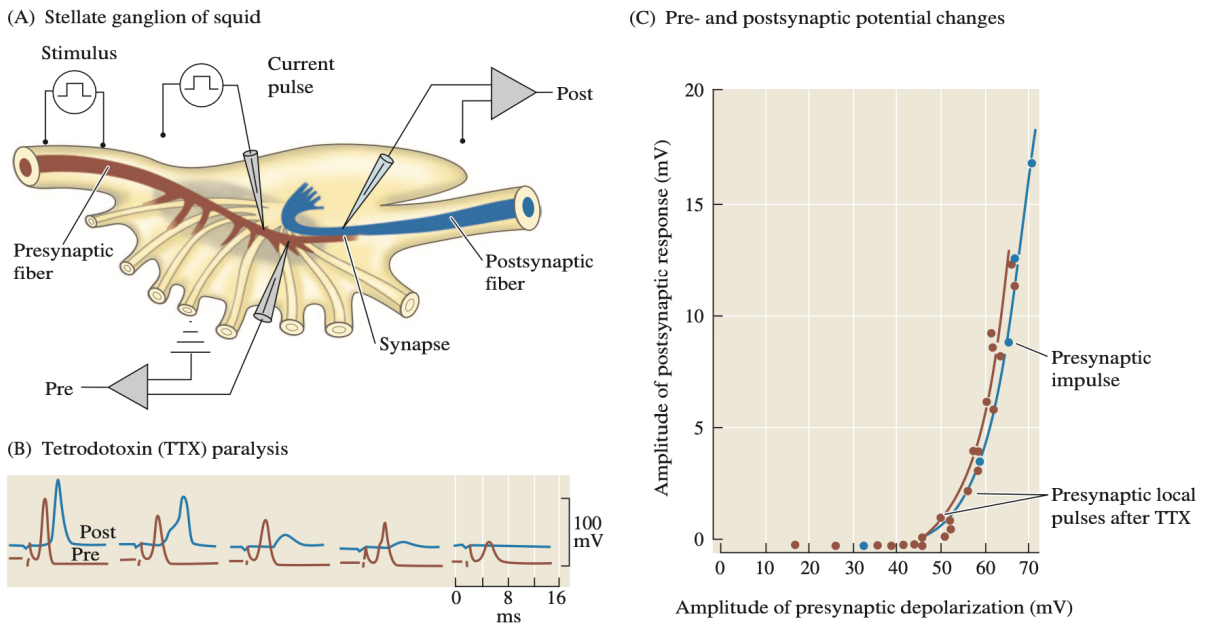 (A) Stellate ganglion of squid
Stimulus
Current
pulse
Post
Presynaptic
fiber
Postsynaptic
fiber
Synapse
Pre
(B) Tetrodotoxin (TTX) paralysis
Post
Pre
100
mV
0 8 16
ms
(C) Pre- and postsynaptic potential changes
Amplitude of postsynaptic response (mV)
20
15
10
5
0
Presynaptic
impulse
Presynaptic local
pulses after TTX
0 10 20 30 40 50 60 70
Amplitude of presynaptic depolarization (mV)